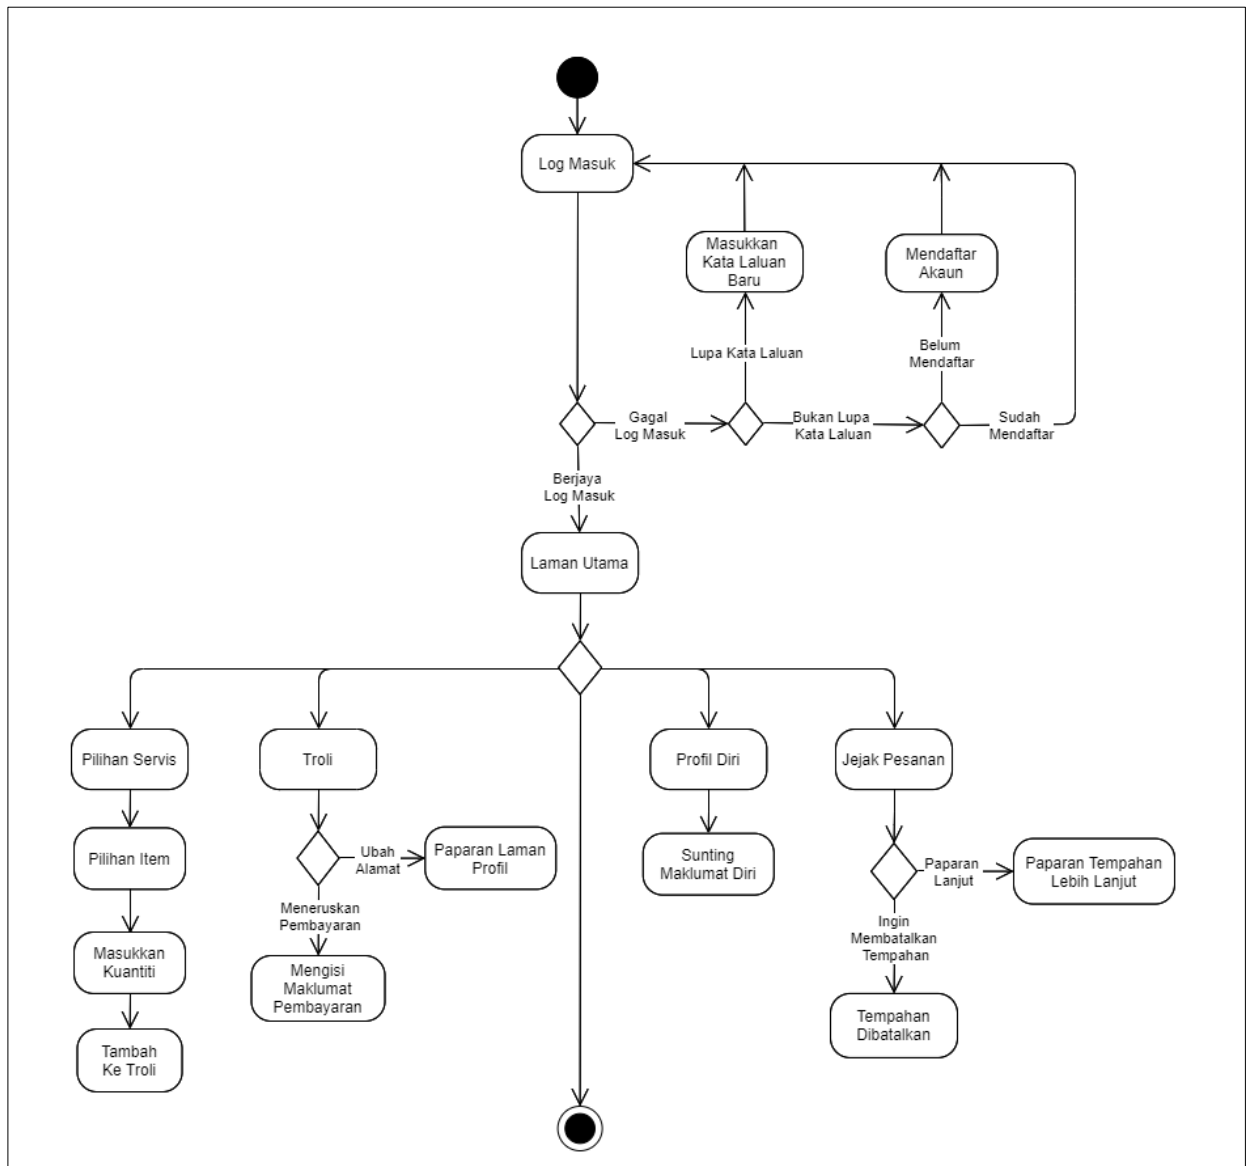 Log Masuk
Masukkan
Kata Laluan
Baru
Mendaftar
Akaun
Lupa Kata Laluan
Belum
Mendaftar
Gagal
Log Masuk
Bukan Lupa
Kata Laluan
Sudah
Mendaftar
Berjaya
Log Masuk
Laman Utama
Pilihan Servis
Troli
Profil Diri
Jejak Pesanan
Pilihan Item
Ubah
Alamat
Paparan Laman
Profil
Sunting
Maklumat Diri
Paparan
Lanjut
Paparan Tempahan
Lebih Lanjut
Meneruskan
Pembayaran
Ingin
Membatalkan
Tempahan
Masukkan
Kuantiti
Mengisi
Maklumat
Pembayaran
Tempahan
Dibatalkan
Tambah
Ke Troli